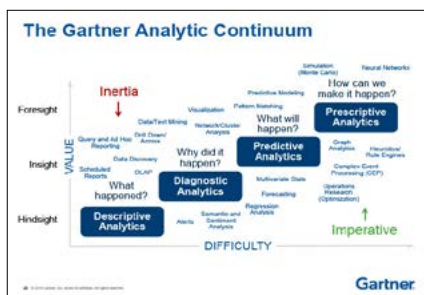 The Gartner Analytic Continuum
Simulation
(Monte Carlo)
Neural Networks
How can we
make it happen?
Prescriptive
Analytics
Predictive Modeling
Pattern Matching
What will
happen?
Predictive
Analytics
Inertia
Visualization
Data/Text Mining
Network/Cluster
Analysis
Why did it
happen?
Diagnostic
Analytics
Query and Ad Hoc
Reporting
Drill Down/
Data Discovery
Scheduled
Reports
OLAP
What
happened?
Descriptive
Analytics
Graph
Analysis
Heuristics/
Rule Engines
Complex Event
Processing (CEP)
Multivariate Stats
Forecasting
Operations
Research
(Optimization)
Regression
Analysis
Semantic and
Sentiment
Analysis
Alerts
Imperative
Foresight
Insight
Hindsight
VALUE
DIFFICULTY
Gartner